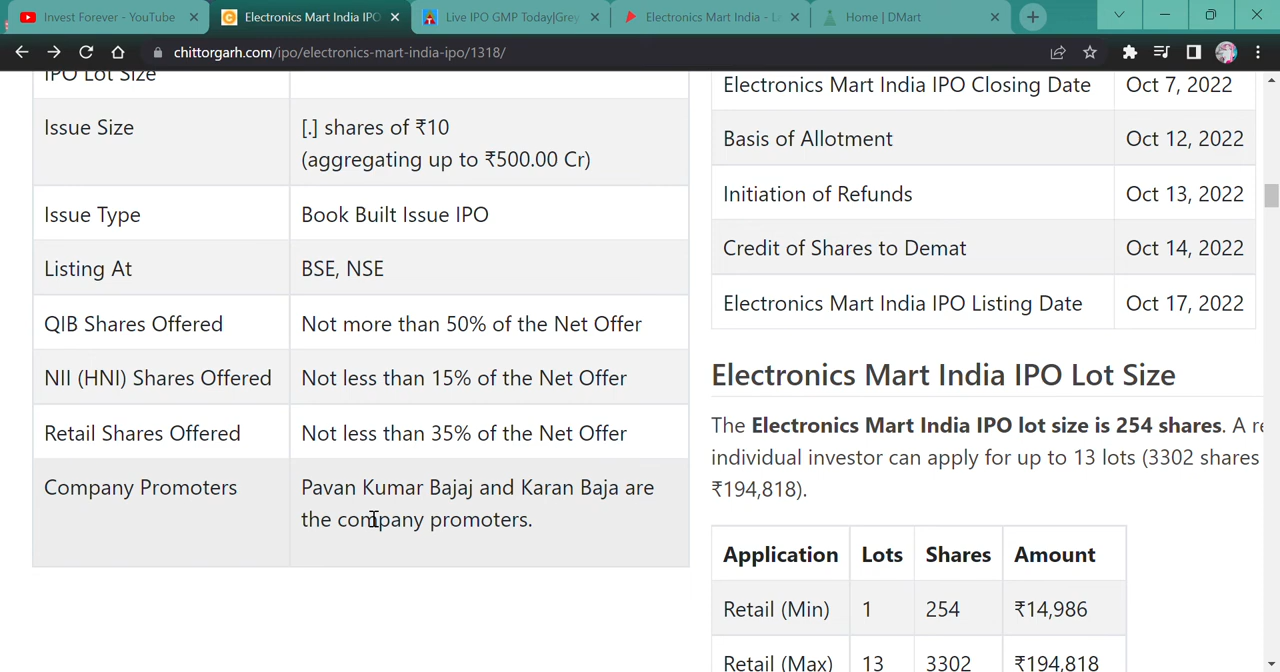 Invest Forever - YouTube
Electronics Mart India IPO
Live IPO GMP Today|Grey
Electronics Mart India -
Home | DMart
chittorgarh.com/ipo/electronics-mart-india-ipo/1318/
IPO Lot Size
Issue Size
[.] shares of ₹10
(aggregating up to ₹500.00 Cr)
Issue Type
Book Built Issue IPO
Listing At
BSE, NSE
QIB Shares Offered
Not more than 50% of the Net Offer
NII (HNI) Shares Offered
Not less than 15% of the Net Offer
Retail Shares Offered
Not less than 35% of the Net Offer
Company Promoters
Pavan Kumar Bajaj and Karan Baja are
the company promoters.
Electronics Mart India IPO Closing Date
Oct 7, 2022
Basis of Allotment
Oct 12, 2022
Initiation of Refunds
Oct 13, 2022
Credit of Shares to Demat
Oct 14, 2022
Electronics Mart India IPO Listing Date
Oct 17, 2022
Electronics Mart India IPO Lot Size
The Electronics Mart India IPO lot size is 254 shares. A re
individual investor can apply for up to 13 lots (3302 shares
₹194,818).
Application
Lots
Shares
Amount
Retail (Min)
1
254
₹14,986
Retail (Max)
13
3302
₹194,818